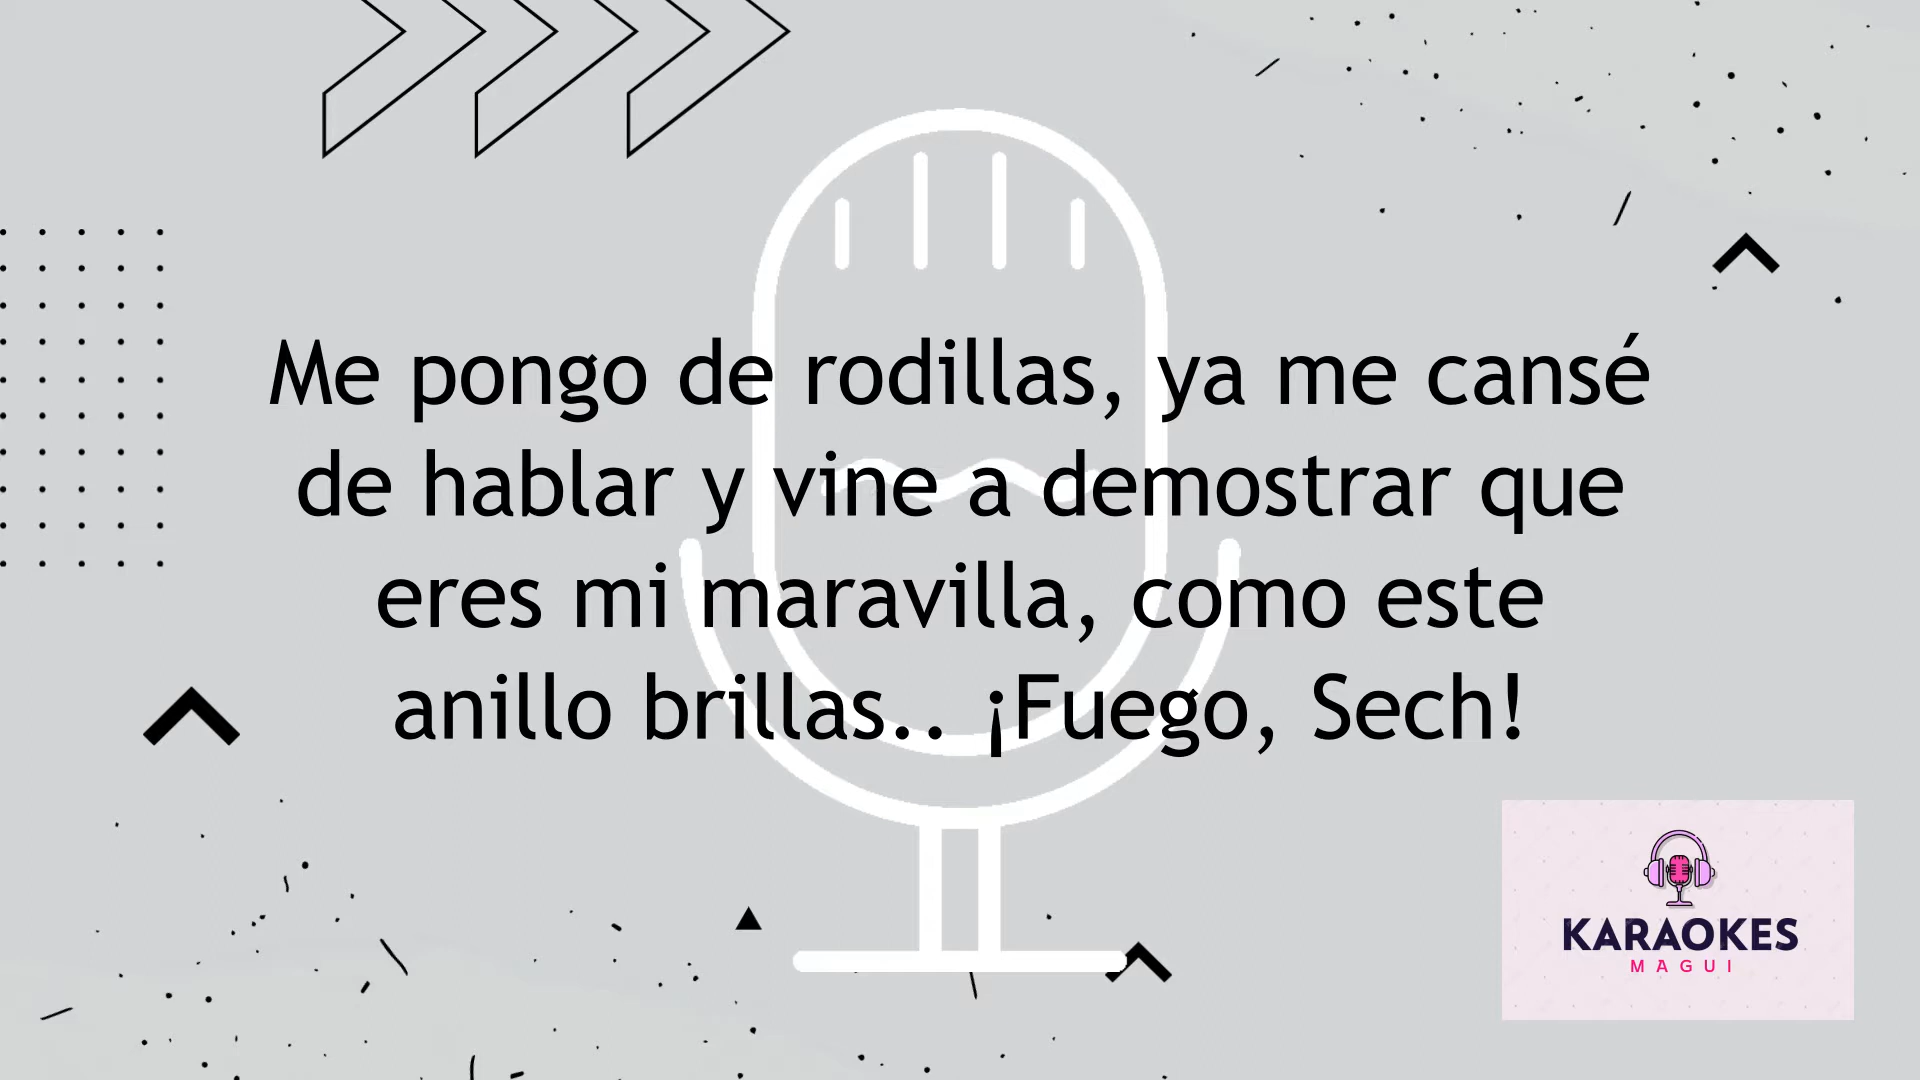 Me pongo de rodillas, ya me cansé
de hablar y vine a demostrar que
eres mi maravilla, como este
anillo brillas.. ¡Fuego, Sech!
KARAOKES
MAGUI